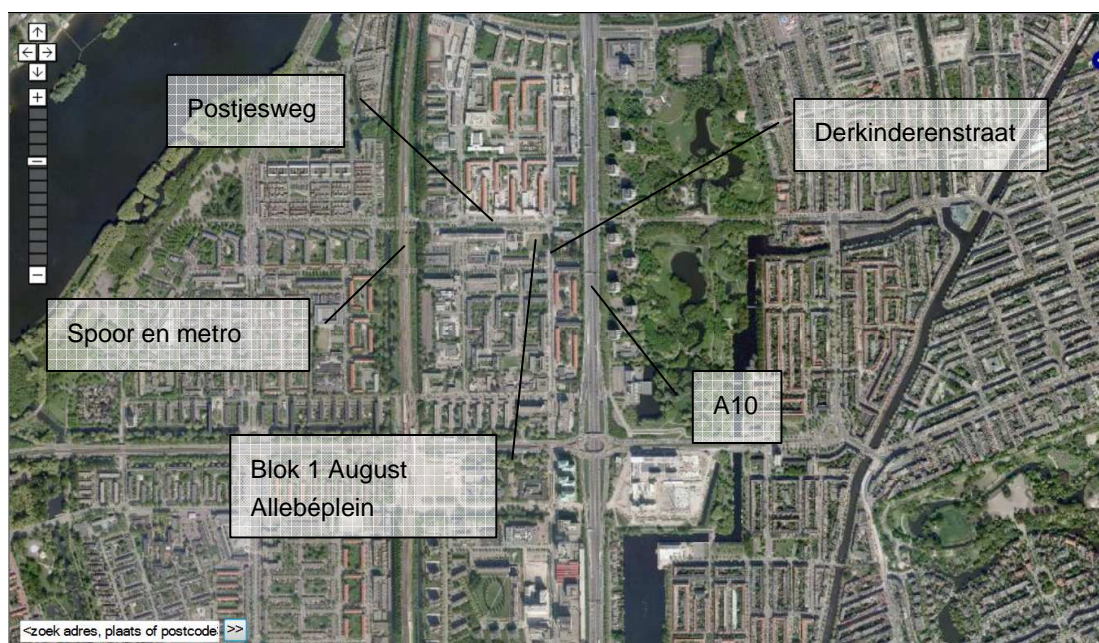 Postjesweg
Derkinderenstraat
Spoor en metro
A10
Blok 1 August
Allebéplein
<zoek adres, plaats of postcode
>>